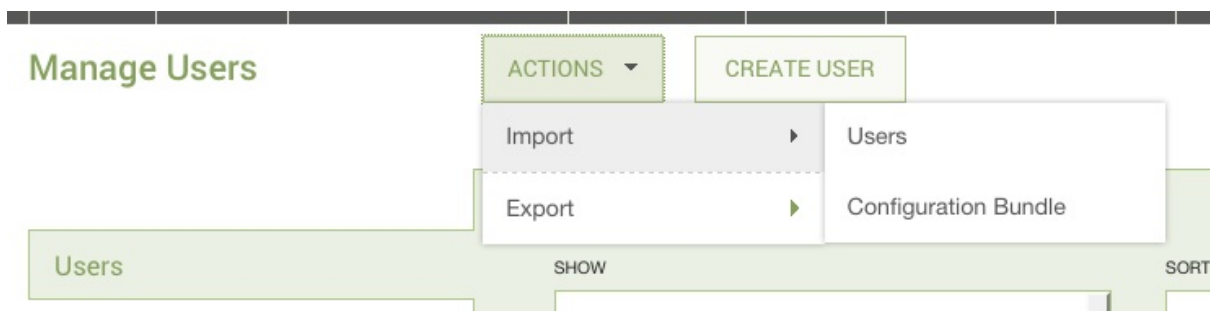 Manage Users
ACTIONS
CREATE USER
Import
Users
Export
Configuration Bundle
Users
SHOW
SORT